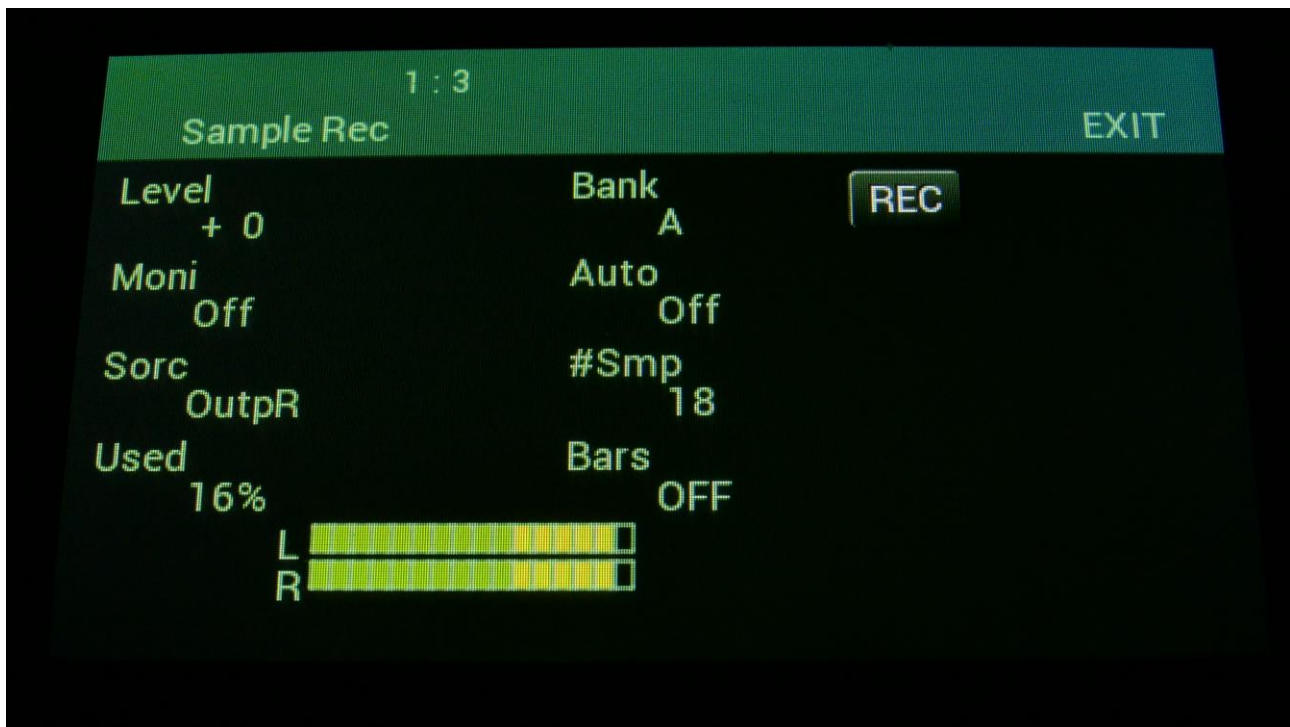 1 : 3
Sample Rec
EXIT
Level
+ 0
Bank
A
REC
Moni
Off
Auto
Off
Sorc
OutpR
#Smp
18
Used
16%
Bars
OFF
L
R